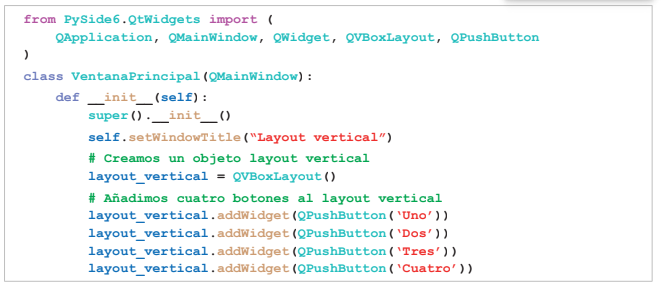 from PySide6.QtWidgets import (
    QApplication, QMainWindow, QWidget, QVBoxLayout, QPushButton
)
class VentanaPrincipal(QMainWindow):
    def __init__(self):
        super().__init__()
        self.setWindowTitle(“Layout vertical”)
        # Creamos un objeto layout vertical
        layout_vertical = QVBoxLayout()
        # Añadimos cuatro botones al layout vertical
        layout_vertical.addWidget(QPushButton(‘Uno’))
        layout_vertical.addWidget(QPushButton(‘Dos’))
        layout_vertical.addWidget(QPushButton(‘Tres’))
        layout_vertical.addWidget(QPushButton(‘Cuatro’))